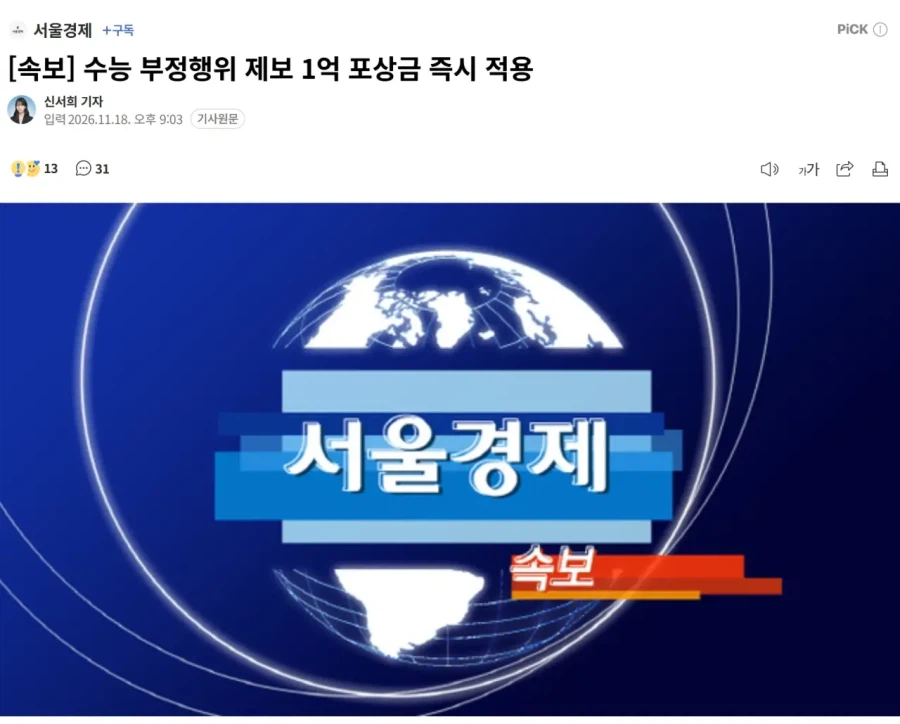 서울경제 +구독
PiCK
[속보] 수능 부정행위 제보 1억 포상금 즉시 적용
신서희 기자
입력 2026.11.18. 오후 9:03 기사원문
13 31
가가
서울경제
속보